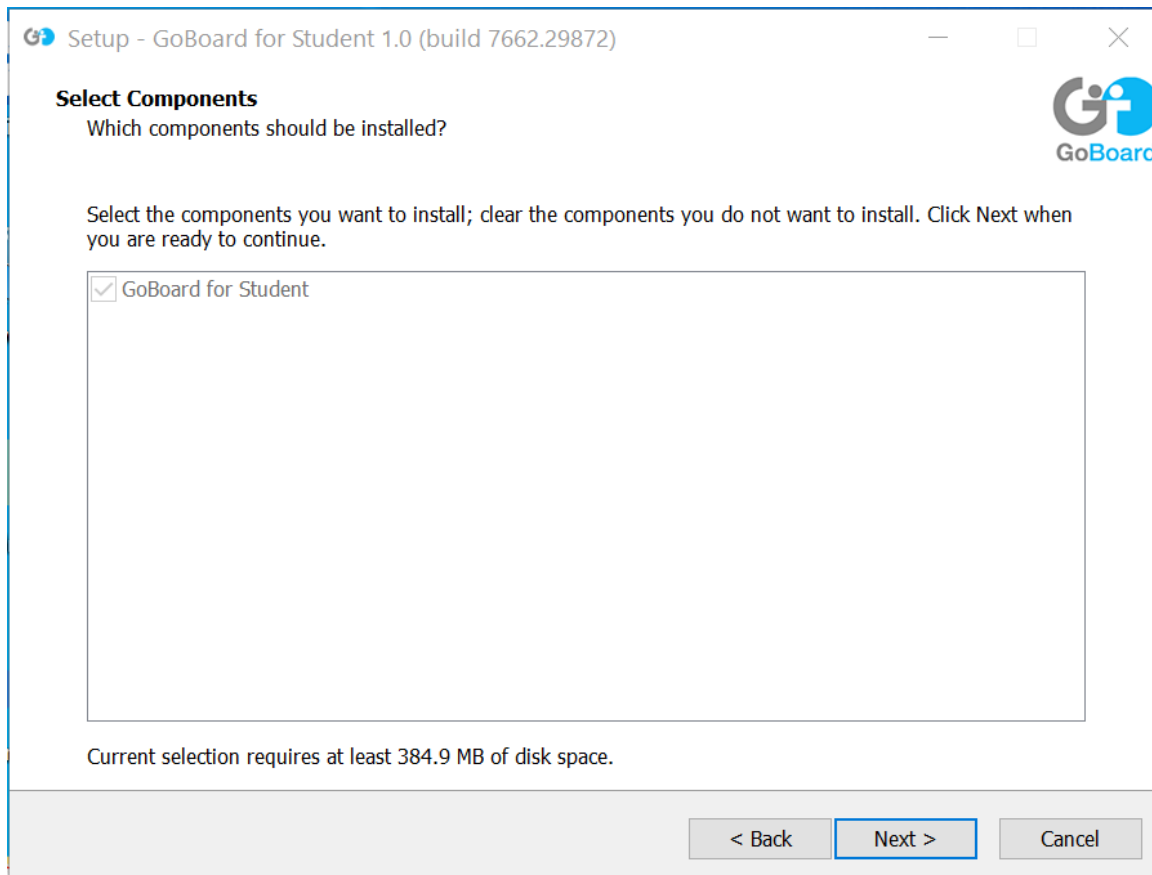 Setup - GoBoard for Student 1.0 (build 7662.29872)
Select Components
Which components should be installed?
GoBoard
Select the components you want to install; clear the components you do not want to install. Click Next when
you are ready to continue.
GoBoard for Student
Current selection requires at least 384.9 MB of disk space.
< Back
Next >
Cancel